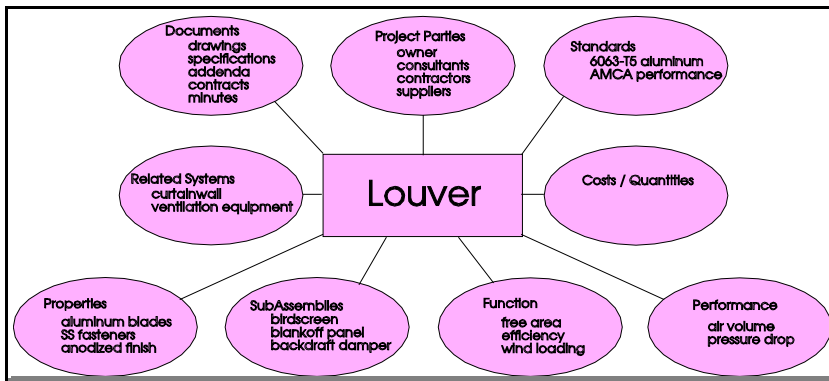 Documents
drawings
specifications
addenda
contracts
minutes
Project Parties
owner
consultants
contractors
suppliers
Standards
6063-T5 aluminum
AMCA performance
Related Systems
curtainwall
ventilation equipment
Louver
Costs / Quantities
Properties
aluminum blades
SS fasteners
anodized finish
SubAssemblies
birdscreen
blankoff panel
backdraft damper
Function
free area
efficiency
wind loading
Performance
air volume
pressure drop